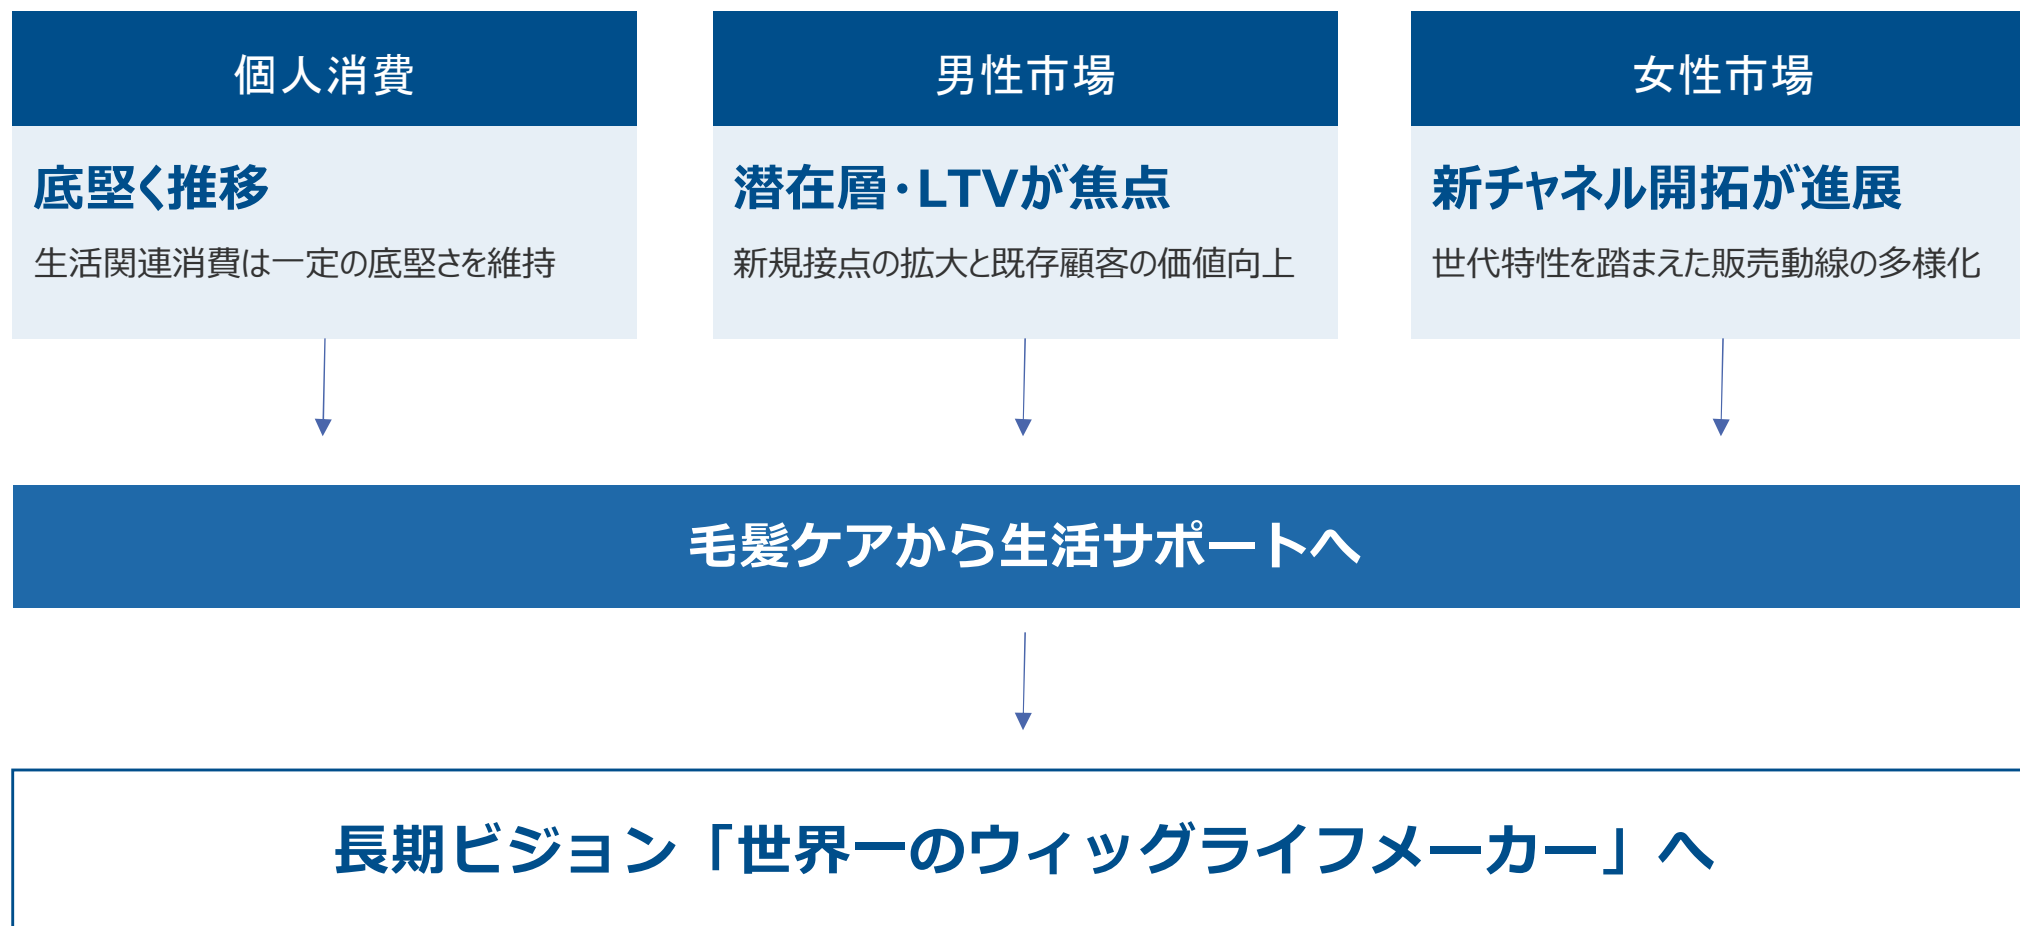 個人消費
底堅く推移
生活関連消費は一定の底堅さを維持
男性市場
潜在層・LTVが焦点
新規接点の拡大と既存顧客の価値向上
女性市場
新チャネル開拓が進展
世代特性を踏まえた販売動線の多様化
毛髪ケアから生活サポートへ
長期ビジョン「世界一のウィッグライフメーカー」へ